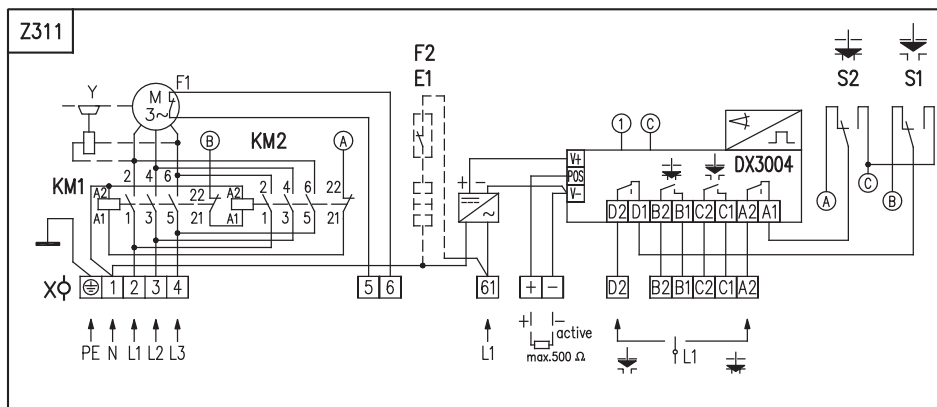 Z311
F2
E1
S2 S1
Y
F1
M
3~
KM2
B
A
1
C
DX3004
V+
POS
V-
+ -
KM1
2 4 6
22
2 4 6 22
A2
A2
A1
A1
1 3 5
21
1 3 5 21
D2 D1 B2 B1 C2 C1 A2 A1
A
C
B
X
1 2 3 4
5 6
61
+ -
D2 B2 B1 C2 C1 A2
PE N L1 L2 L3
L1
+ -
active
max.500 Ω
L1